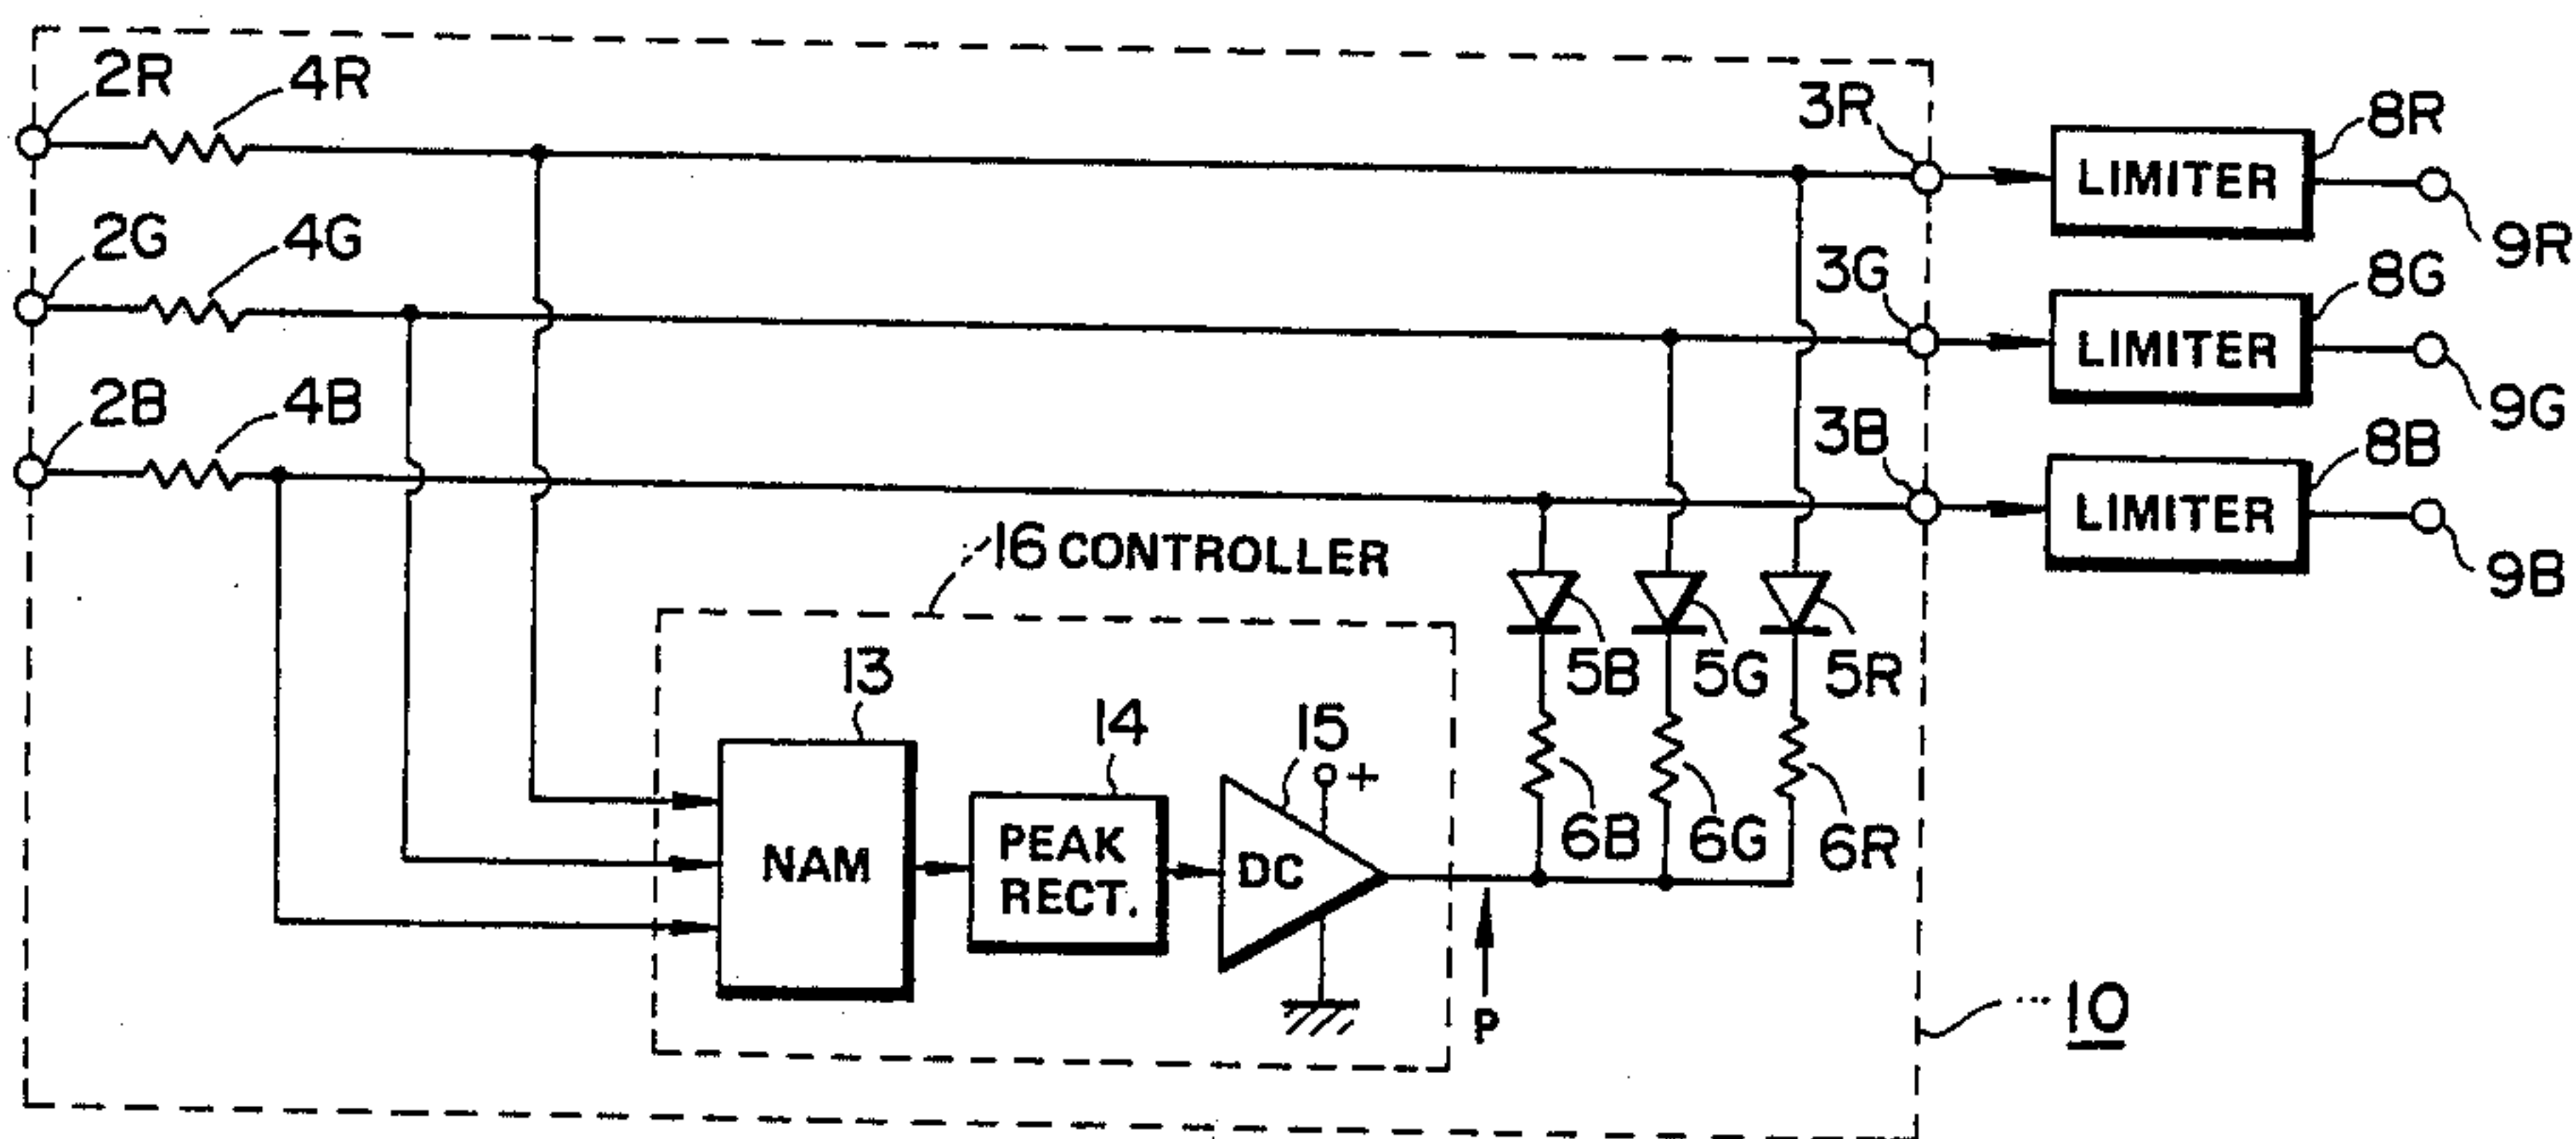 2R
4R
3R
8R
LIMITER
9R
2G
4G
3G
8G
LIMITER
9G
2B
4B
3B
8B
LIMITER
9B
16 CONTROLLER
5B
5G
5R
13
14
15
+
6B
6G
6R
NAM
PEAK
RECT.
DC
P
10